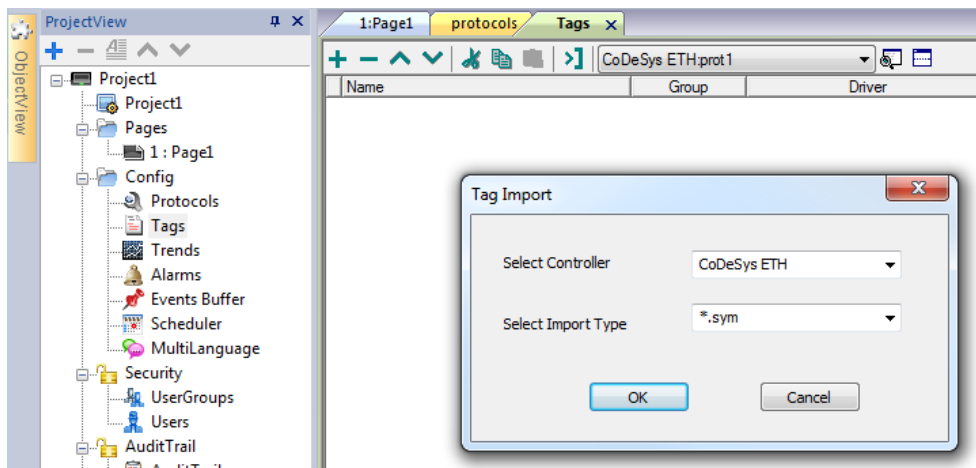 ProjectView
ObjectView
Project1
Project1
Pages
1 : Page1
Config
Protocols
Tags
Trends
Alarms
Events Buffer
Scheduler
MultiLanguage
Security
UserGroups
Users
AuditTrail
AuditTrail
1:Page1 protocols Tags
CoDeSys ETH:prot1
Name Group Driver
Tag Import
Select Controller CoDeSys ETH
Select Import Type *.sym
OK Cancel